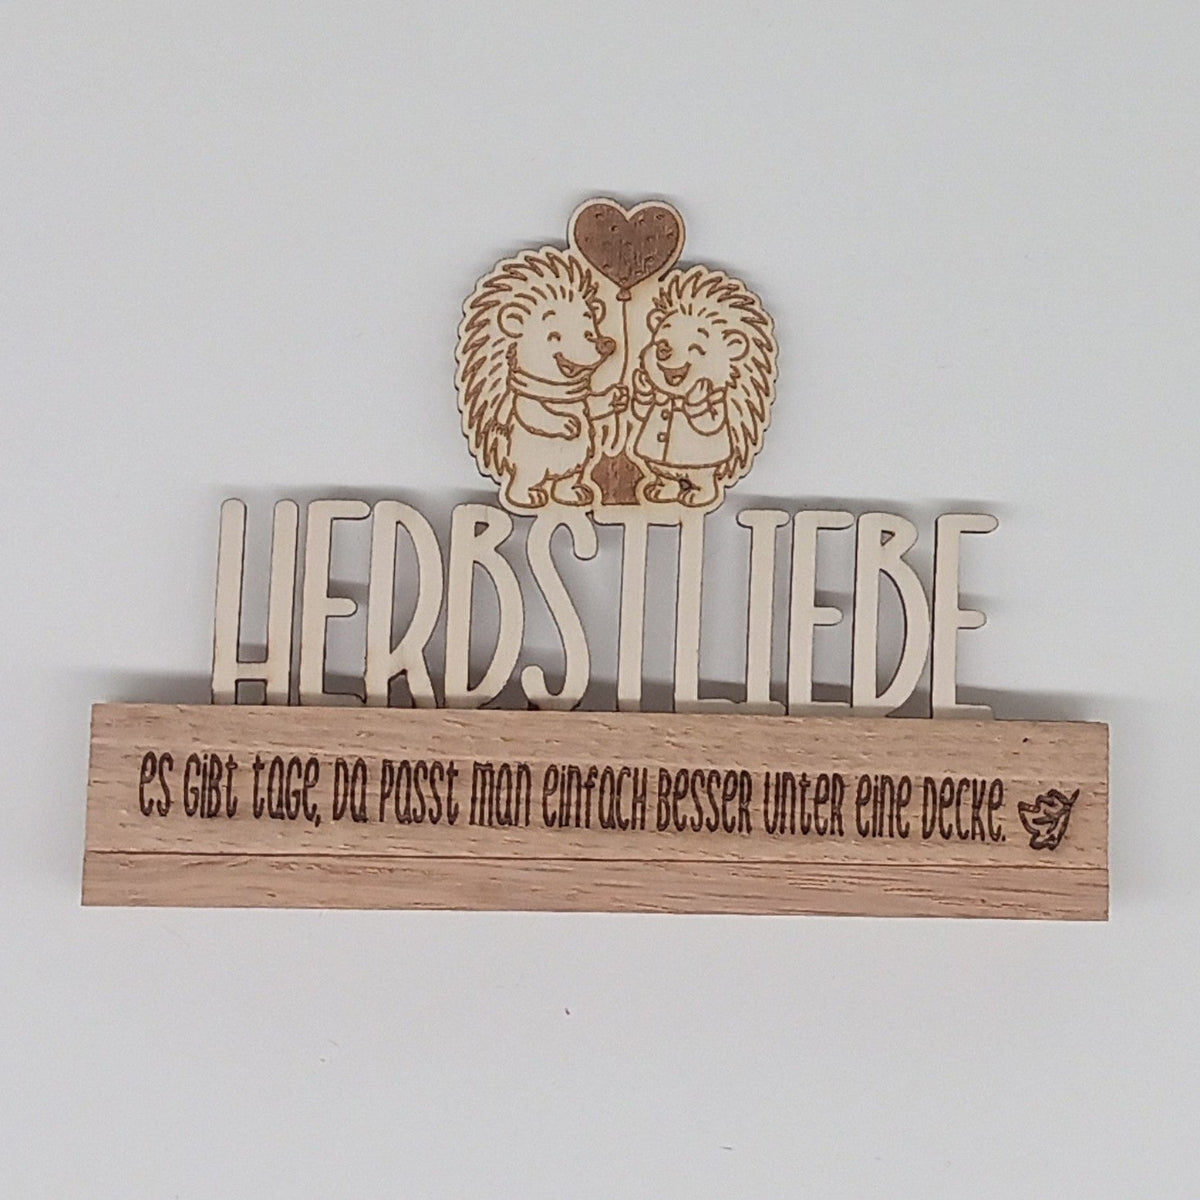 HERBSTLIEBE
es Gibt tage, Da passt man einfach Besser unter eine Decke.